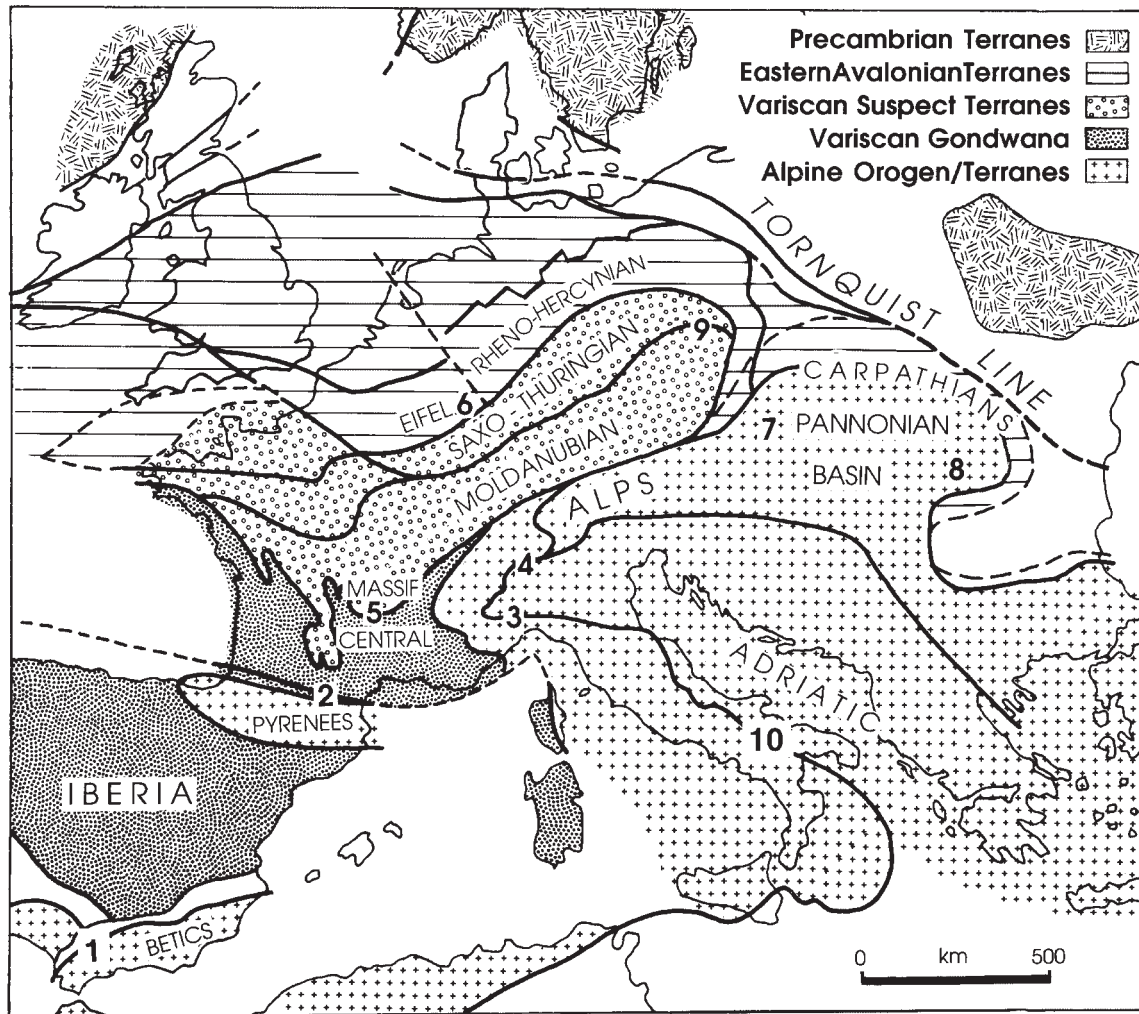 Precambrian Terranes
EasternAvalonianTerranes
Variscan Suspect Terranes
Variscan Gondwana
Alpine Orogen/Terranes
TORNQUIST
LINE
RHENO-HERCYNIAN
9
CARPATHIANS
EIFEL
6
SAXO-THURINGIAN
7
PANNONIAN
MOLDANUBIAN
8
BASIN
ALPS
4
MASSIF
5
3
CENTRAL
ADRIATIC
2
PYRENEES
10
IBERIA
1
BETICS
km
0
500